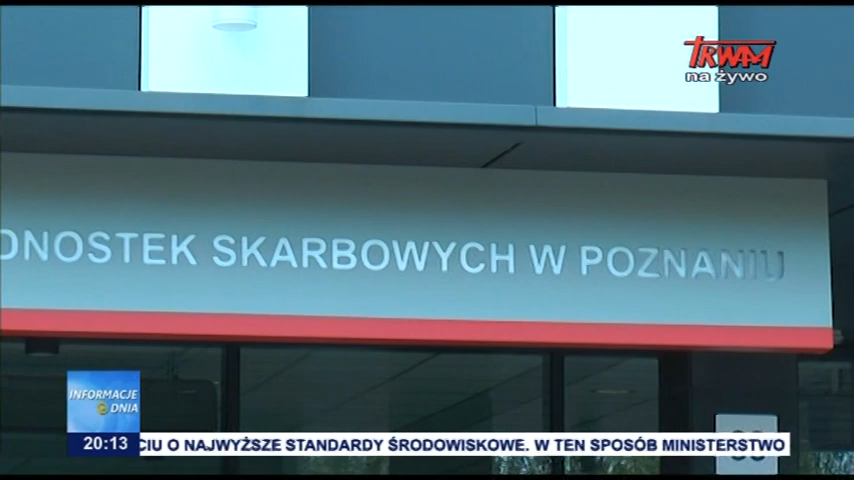 TRWAM
na żywo
DNOSTEK SKARBOWYCH W POZNANIU
INFORMACJE
DNIA
20:13
CIU O NAJWYŻSZE STANDARDY ŚRODOWISKOWE. W TEN SPOSÓB MINISTERSTWO